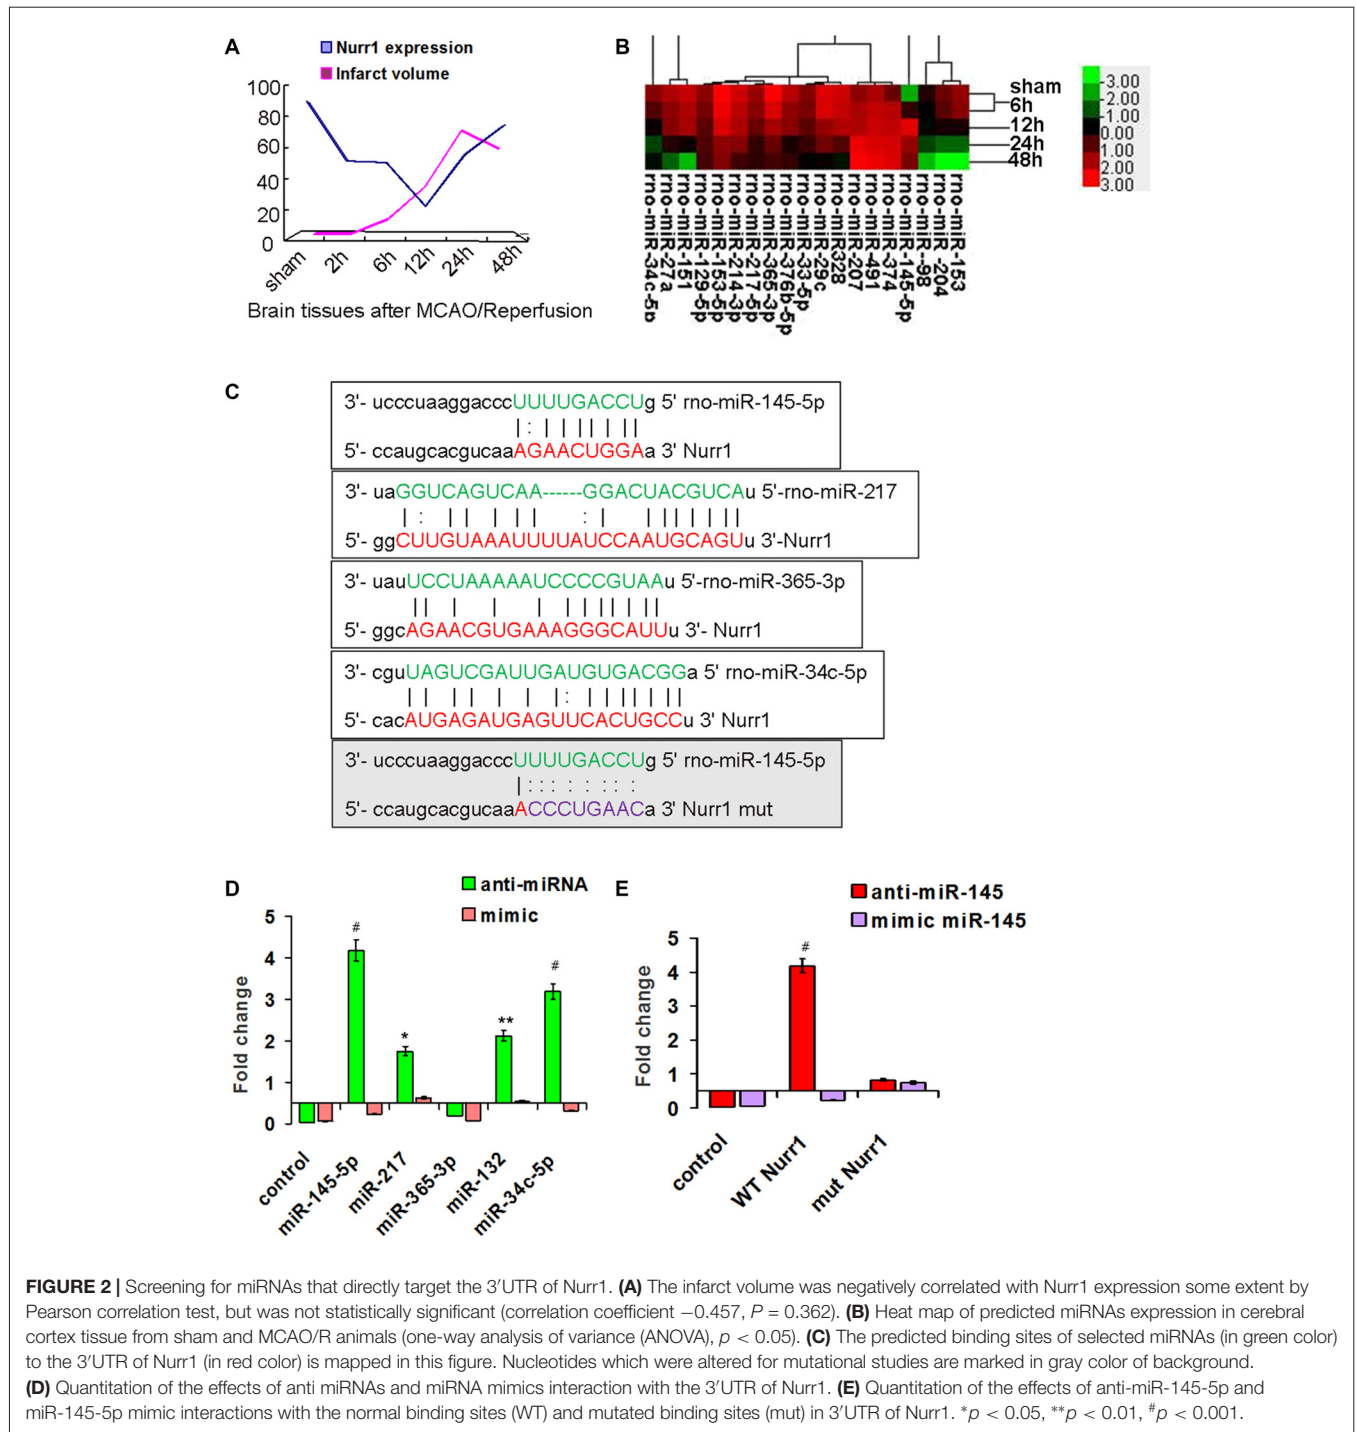 A
Nurr1 expression
Infarct volume
100
80
60
40
20
0
sham
2h
6h
12h
24h
48h
Brain tissues after MCAO/Reperfusion
B
sham
6h
12h
24h
48h
-3.00
-2.00
-1.00
0.00
1.00
2.00
3.00
rno-miR-34c-5p
rno-miR-27a
rno-miR-151
rno-miR-129-5p
rno-miR-153-5p
rno-miR-214-3p
rno-miR-217-5p
rno-miR-365-3p
rno-miR-376b-5p
rno-miR-33-5p
rno-miR-29c
rno-miR328
rno-miR-207
rno-miR-491
rno-miR-374
rno-miR-145-5p
rno-miR--98
rno-miR -204
rno-miR-153
C
3'- ucccuaaggacccUUUUGACCUg 5' rno-miR-145-5p
| : | | | | | | |
5'- ccaugcacgucaaAGAACUGGAa 3' Nurr1
3'- uaGGUCAGUCAA------GGACUACGUCAu 5'-rno-miR-217
| : | | | | | : | | | | | | | |
5'- ggCUUGUAAAUUUUAUCCAAUGCAGUu 3'-Nurr1
3'- uauUCCUAAAAAUCCCCGUAAu 5'-rno-miR-365-3p
| | | | | | | | | | | |
5'- ggcAGAACGUGAAAGGGCAUUu 3'- Nurr1
3'- cguUAGUCGAUUGAUGUGACGGa 5' rno-miR-34c-5p
| | | | | | | : | | | | | | |
5'- cacAUGAGAUGAGUUCACUGCCu 3' Nurr1
3'- ucccuaaggacccUUUUGACCUg 5' rno-miR-145-5p
| : : : : : : : :
5'- ccaugcacgucaaACCCUGAACa 3' Nurr1 mut
D
anti-miRNA
mimic
Fold change
5
4
3
2
1
0
#
*
**
#
control
miR-145-5p
miR-217
miR-365-3p
miR-132
miR-34c-5p
E
anti-miR-145
mimic miR-145
Fold change
5
4
3
2
1
0
#
control
WT Nurr1
mut Nurr1
FIGURE 2 | Screening for miRNAs that directly target the 3′UTR of Nurr1. (A) The infarct volume was negatively correlated with Nurr1 expression some extent by
Pearson correlation test, but was not statistically significant (correlation coefficient −0.457, P = 0.362). (B) Heat map of predicted miRNAs expression in cerebral
cortex tissue from sham and MCAO/R animals (one-way analysis of variance (ANOVA), p < 0.05). (C) The predicted binding sites of selected miRNAs (in green color)
to the 3′UTR of Nurr1 (in red color) is mapped in this figure. Nucleotides which were altered for mutational studies are marked in gray color of background.
(D) Quantitation of the effects of anti miRNAs and miRNA mimics interaction with the 3′UTR of Nurr1. (E) Quantitation of the effects of anti-miR-145-5p and
miR-145-5p mimic interactions with the normal binding sites (WT) and mutated binding sites (mut) in 3′UTR of Nurr1. *p < 0.05, **p < 0.01, #p < 0.001.